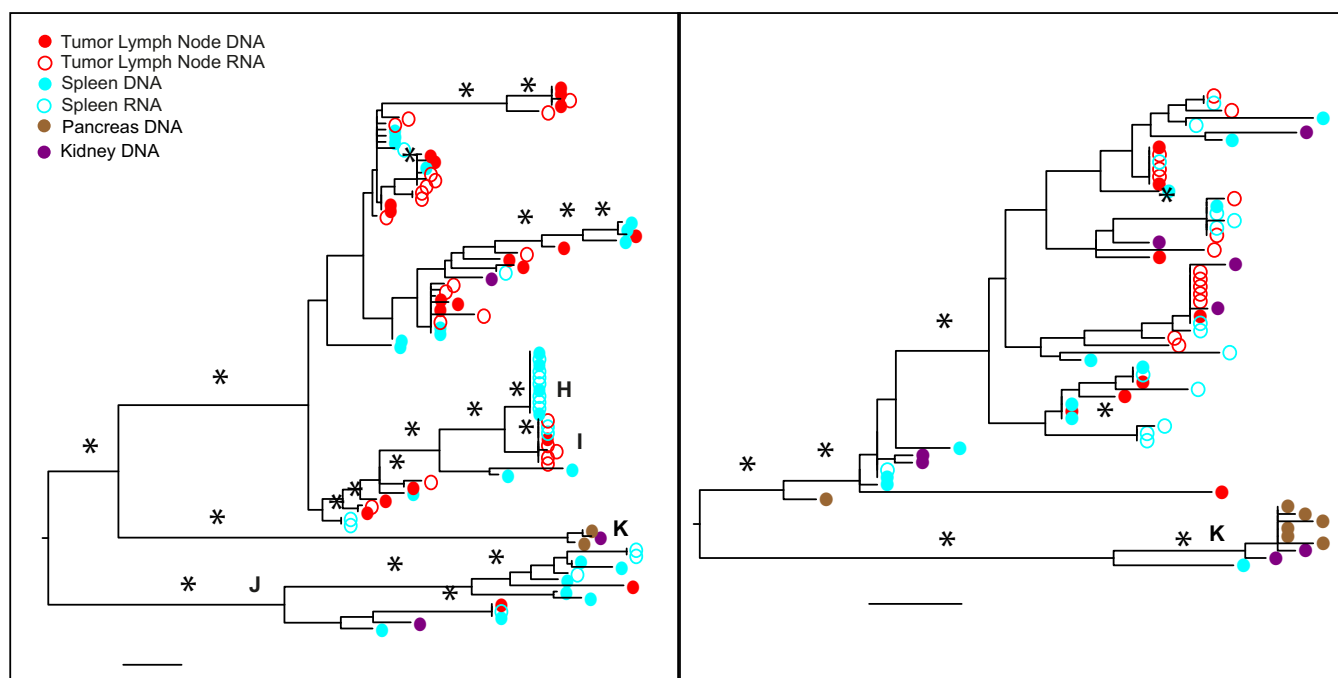 Tumor Lymph Node DNA
Tumor Lymph Node RNA
Spleen DNA
Spleen RNA
Pancreas DNA
Kidney DNA
* *
*
* * *
*
*
* H
* *
* I
* *
*
* *
*
* K
* *
* J
*
*
*
* *
* * K